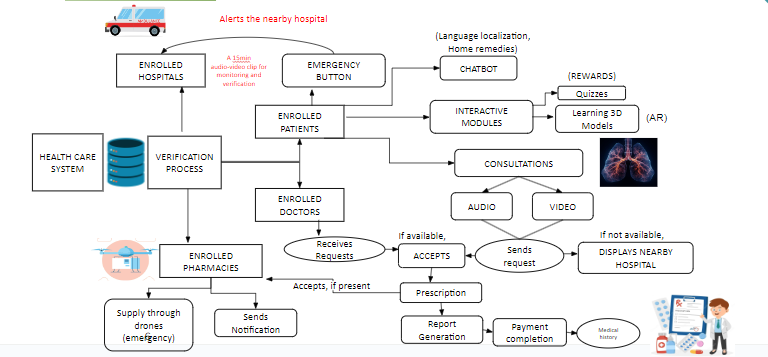 Alerts the nearby hospital
(Language localization,
Home remedies)
ENROLLED
HOSPITALS
A 15min
audio-video clip for
monitoring and
verification
EMERGENCY
BUTTON
CHATBOT
(REWARDS)
Quizzes
ENROLLED
PATIENTS
INTERACTIVE
MODULES
Learning 3D
Models
(AR)
HEALTH CARE
SYSTEM
VERIFICATION
PROCESS
CONSULTATIONS
ENROLLED
DOCTORS
AUDIO
VIDEO
Receives
Requests
If available,
ACCEPTS
Sends
request
If not available,
DISPLAYS NEARBY
HOSPITAL
ENROLLED
PHARMACIES
Accepts, if present
Prescription
Supply through
drones
(emergency)
Sends
Notification
Report
Generation
Payment
completion
Medical
history